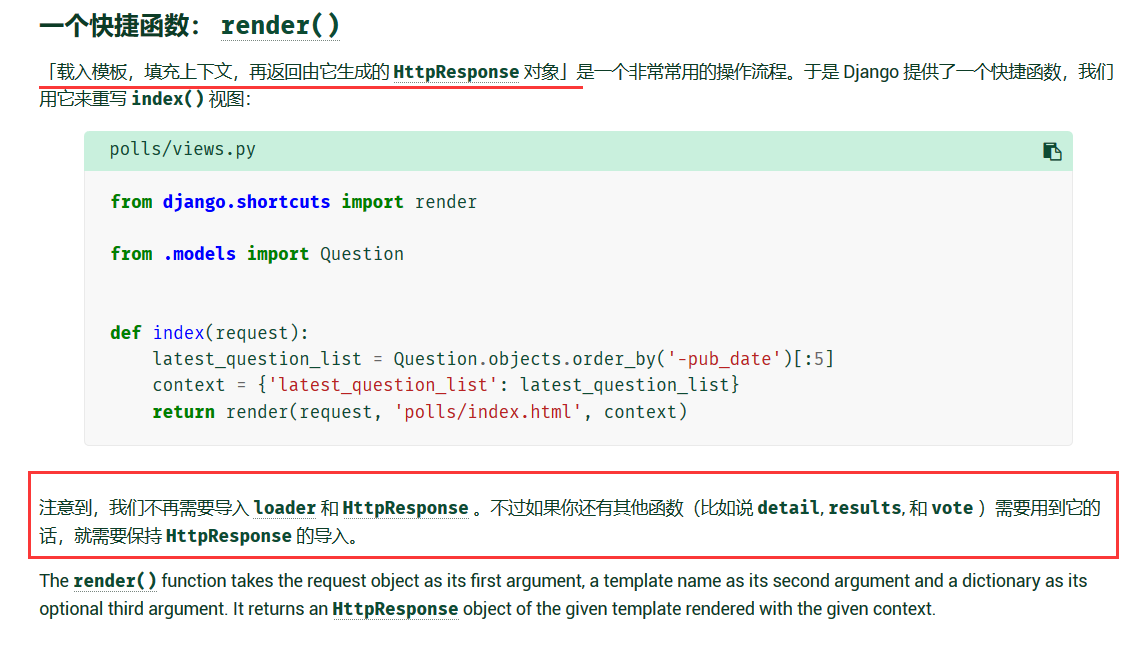 一个快捷函数： render()
「载入模板，填充上下文，再返回由它生成的 HttpResponse 对象」是一个非常常用的操作流程。于是 Django 提供了一个快捷函数，我们
用它来重写 index() 视图：
polls/views.py
from django.shortcuts import render
from .models import Question
def index(request):
    latest_question_list = Question.objects.order_by('-pub_date')[:5]
    context = {'latest_question_list': latest_question_list}
    return render(request, 'polls/index.html', context)
注意到，我们不再需要导入 loader 和 HttpResponse 。不过如果你还有其他函数（比如说 detail, results, 和 vote ）需要用到它的
话，就需要保持 HttpResponse 的导入。
The render() function takes the request object as its first argument, a template name as its second argument and a dictionary as its
optional third argument. It returns an HttpResponse object of the given template rendered with the given context.